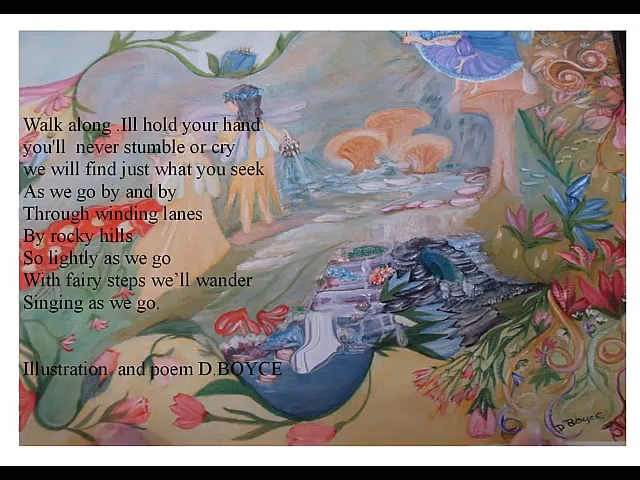 Walk along .Ill hold your hand
you'll  never stumble or cry
we will find just what you seek
As we go by and by
Through winding lanes
By rocky hills
So lightly as we go
With fairy steps we’ll wander
Singing as we go.
Illustration  and poem D.BOYCE
D BOYCE